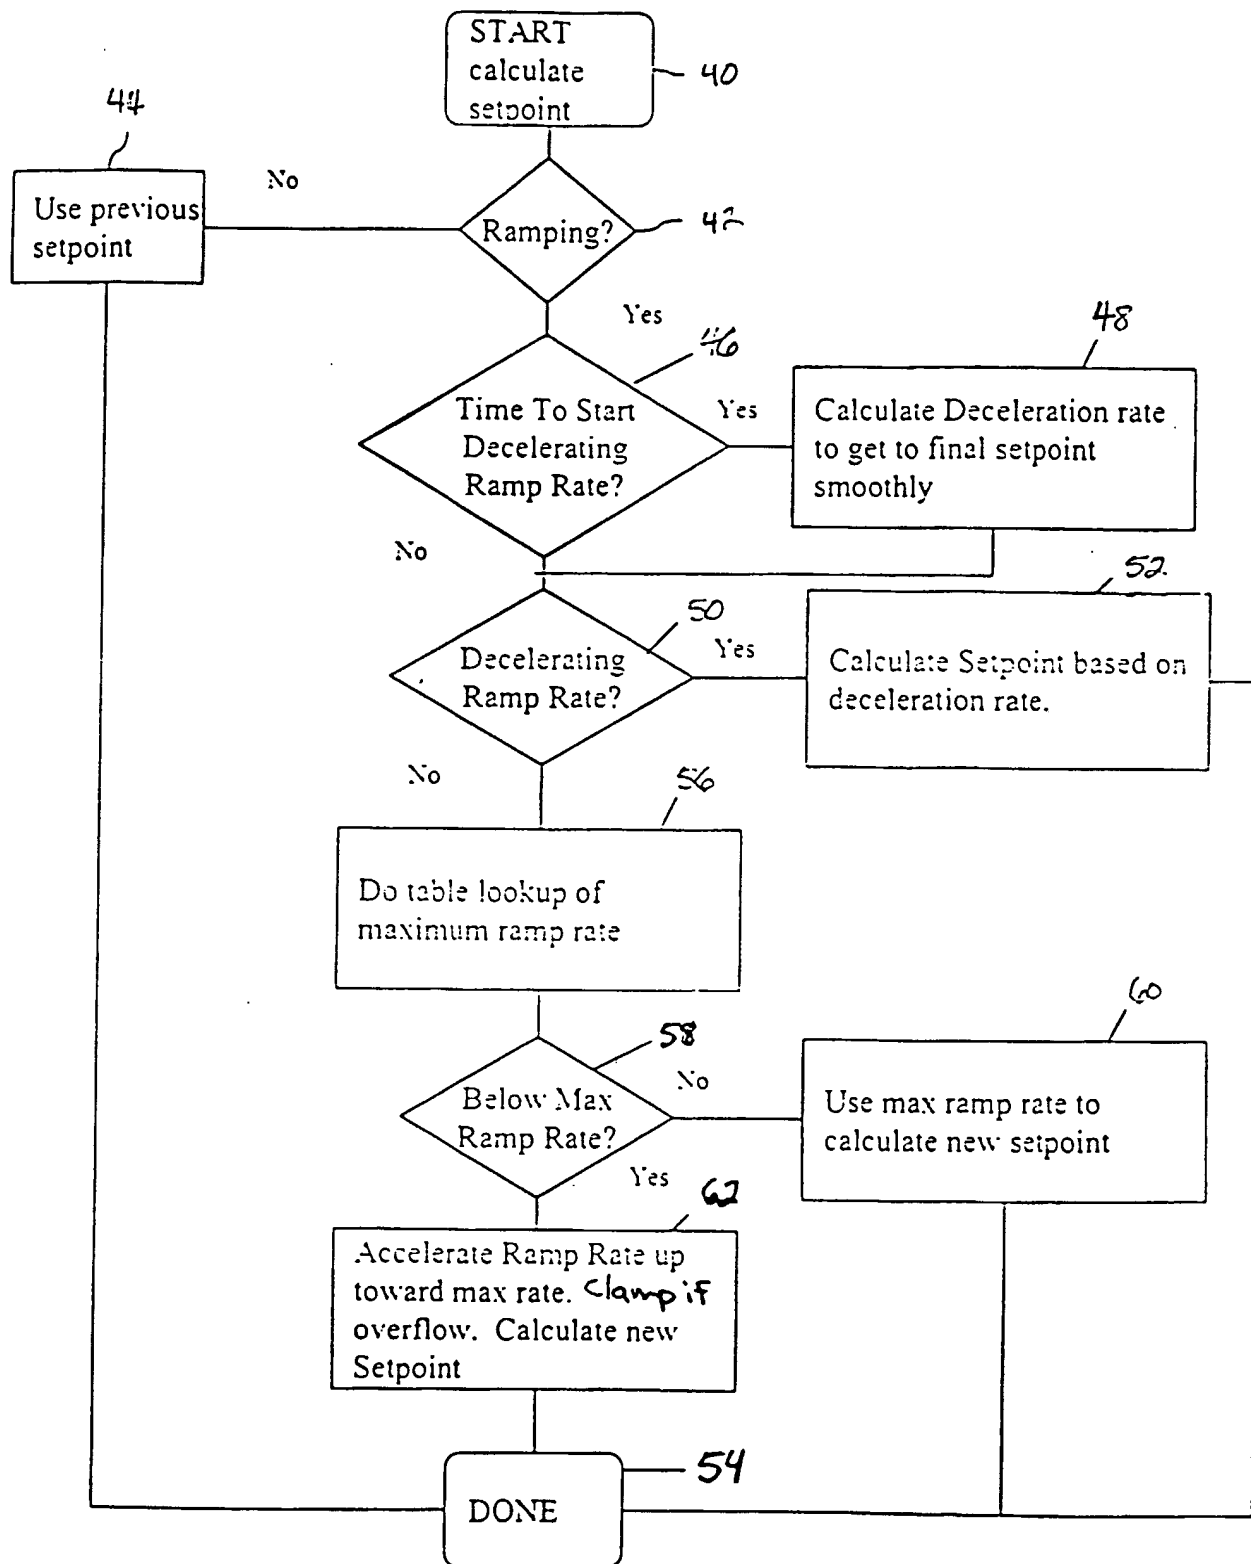 START
calculate
setpoint
40
44
No
Use previous
setpoint
Ramping?
42
Yes
46
48
Time To Start
Decelerating
Ramp Rate?
Yes
Calculate Deceleration rate
to get to final setpoint
smoothly
No
52
50
Decelerating
Ramp Rate?
Yes
Calculate Setpoint based on
deceleration rate.
No
56
Do table lookup of
maximum ramp rate
60
58
Below Max
Ramp Rate?
No
Use max ramp rate to
calculate new setpoint
Yes
62
Accelerate Ramp Rate up
toward max rate. Clamp if
overflow. Calculate new
Setpoint
54
DONE